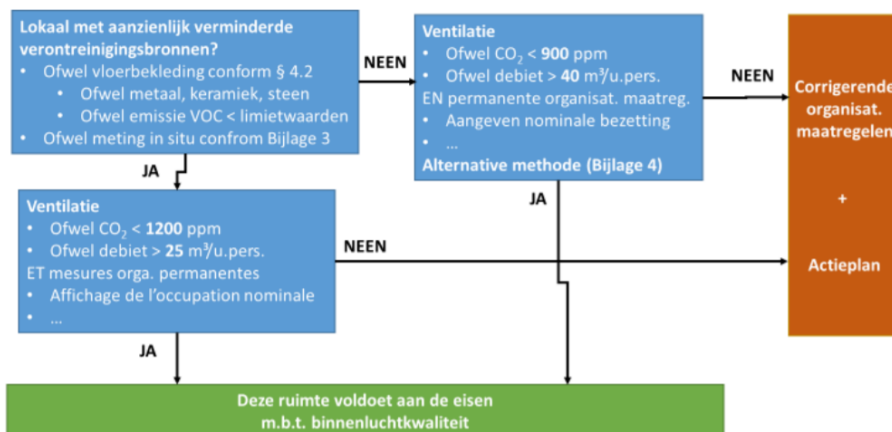 Lokaal met aanzienlijk verminderde
verontreinigingsbronnen?
• Ofwel vloerbekleding conform § 4.2
• Ofwel metaal, keramiek, steen
• Ofwel emissie VOC < limietwaarden
• Ofwel meting in situ confrom Bijlage 3
NEEN
Ventilatie
• Ofwel CO₂ < 900 ppm
• Ofwel debiet > 40 m³/u.pers.
EN permanente organisat. maatreg.
• Aangeven nominale bezetting
• ...
Alternative methode (Bijlage 4)
NEEN
Corrigerende
organisat.
maatregelen
+
Actieplan
JA
Ventilatie
• Ofwel CO₂ < 1200 ppm
• Ofwel debiet > 25 m³/u.pers.
ET mesures orga. permanentes
• Affichage de l'occupation nominale
• ...
NEEN
JA
JA
Deze ruimte voldoet aan de eisen
m.b.t. binnenluchtkwaliteit